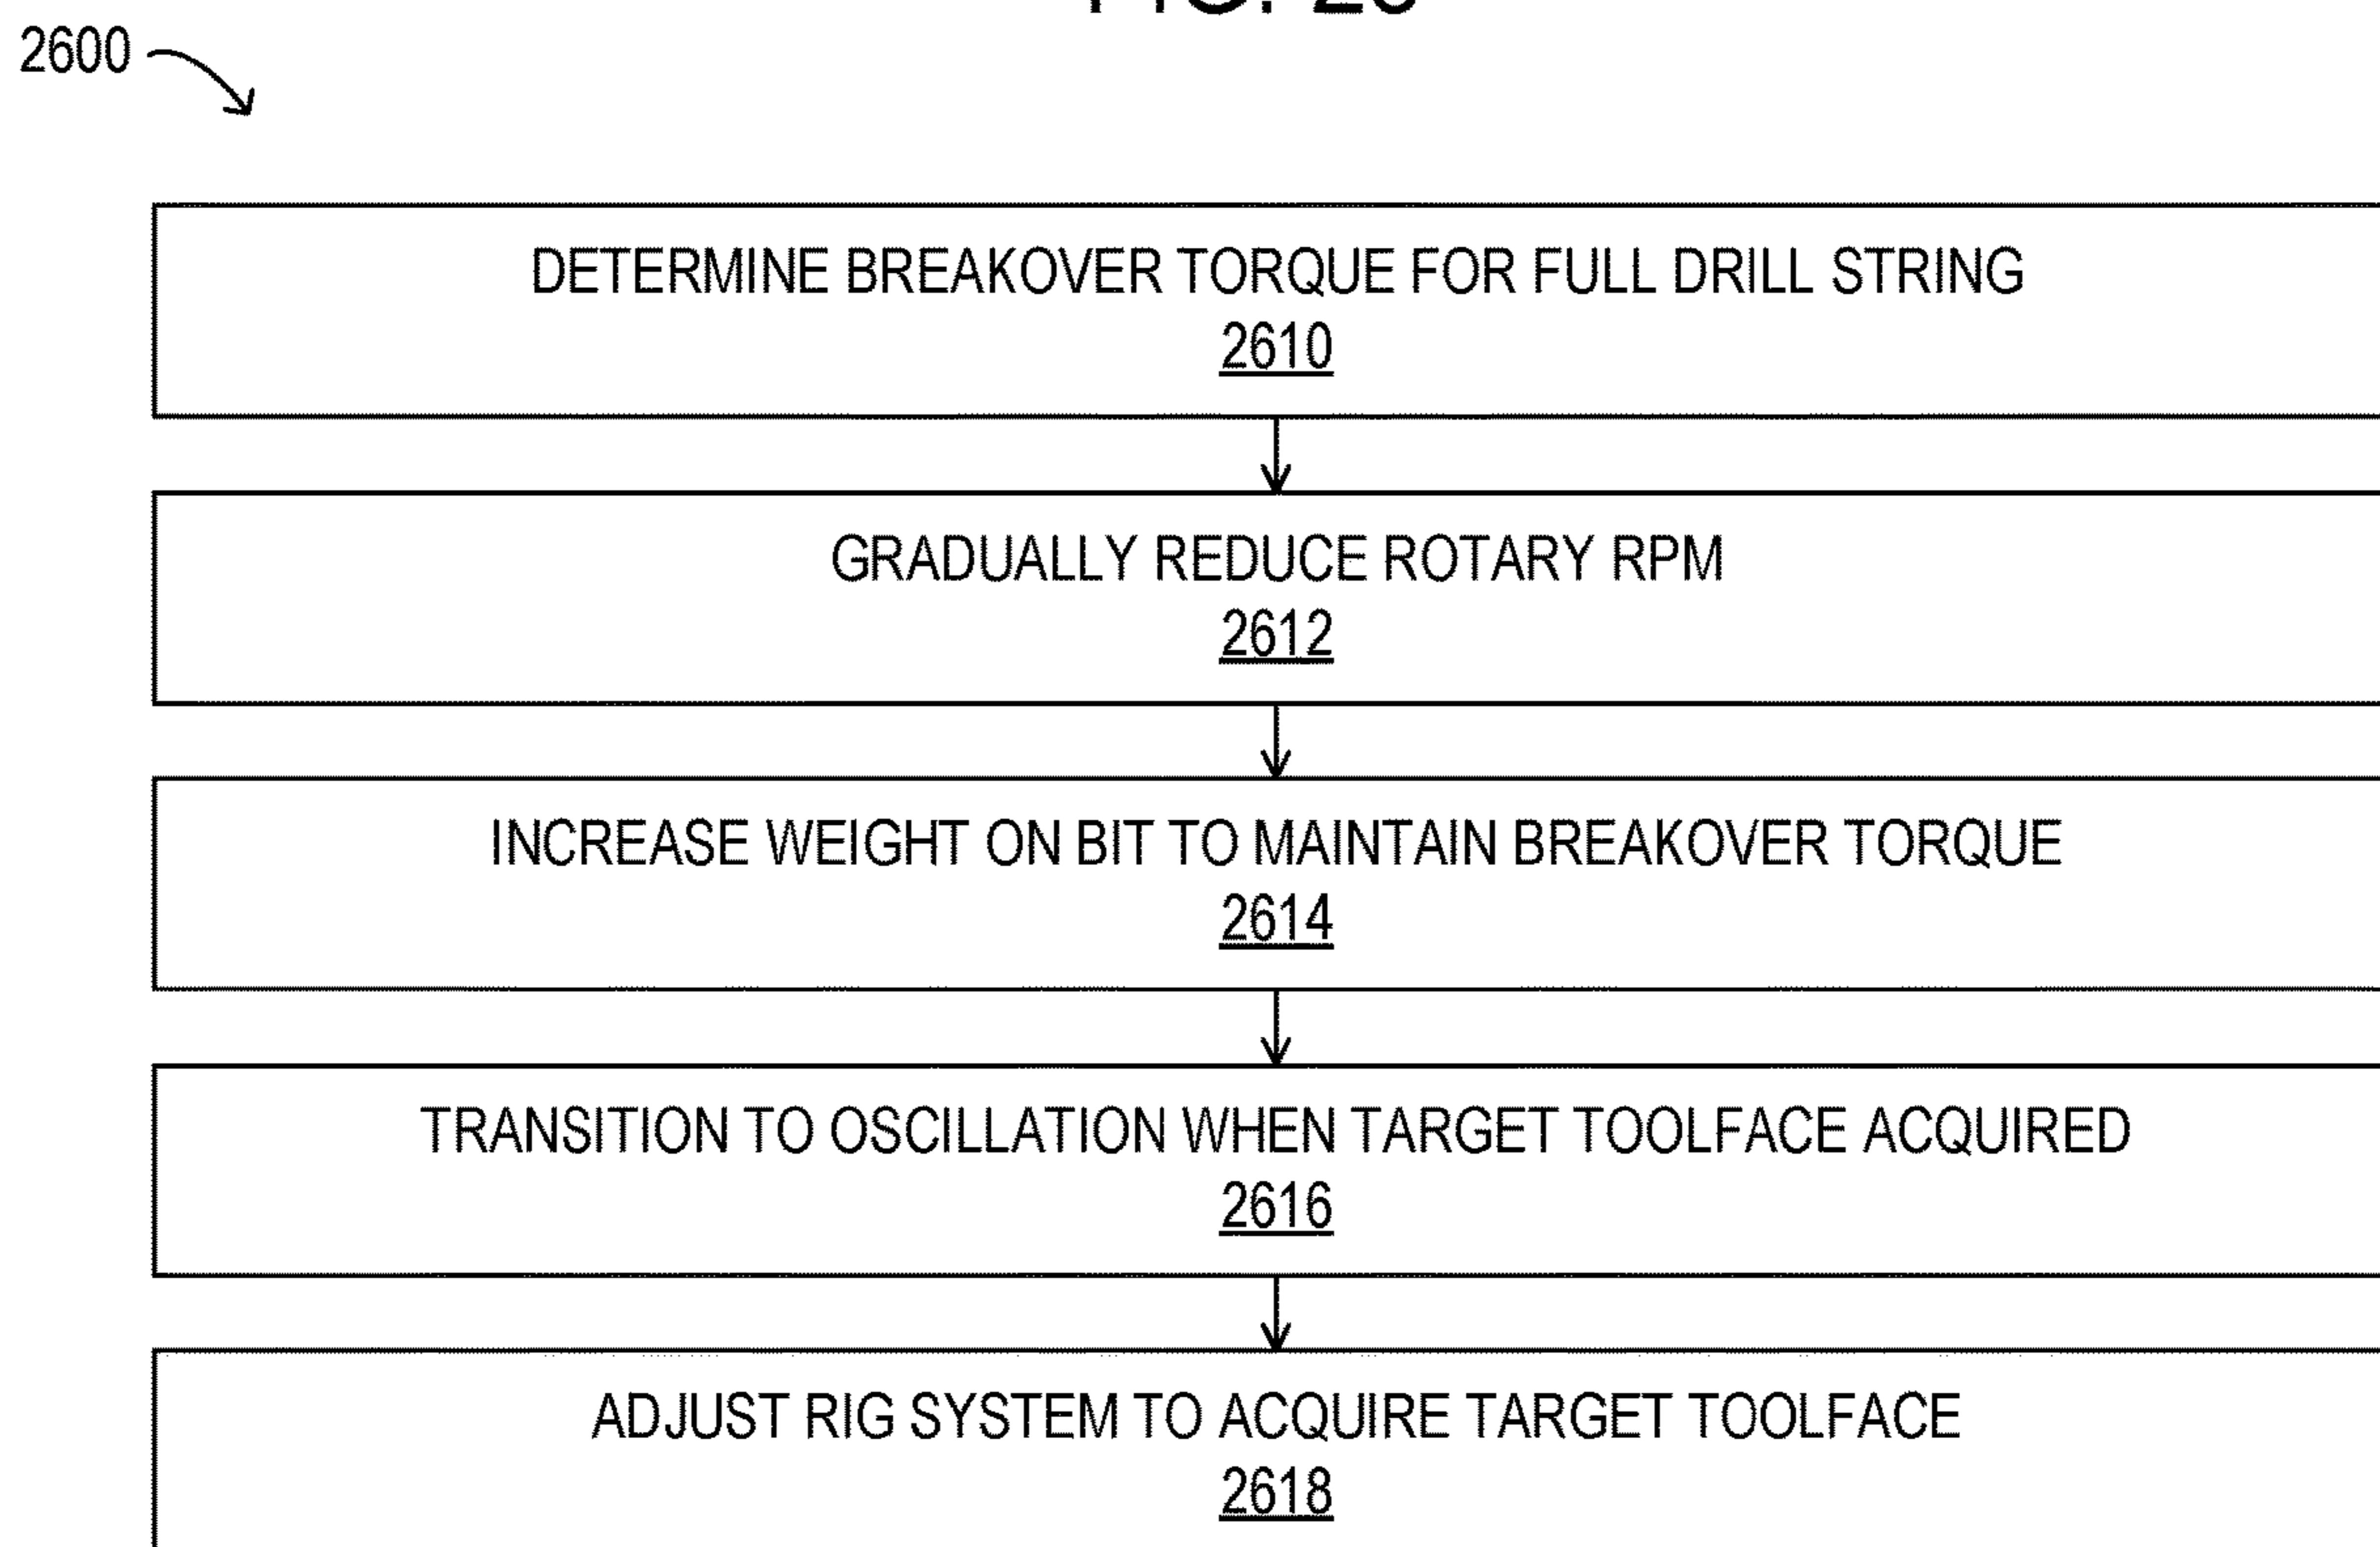 FIG.
2600
DETERMINE BREAKOVER TORQUE FOR FULL DRILL STRING
2610
GRADUALLY REDUCE ROTARY RPM
2612
INCREASE WEIGHT ON BIT TO MAINTAIN BREAKOVER TORQUE
2614
TRANSITION TO OSCILLATION WHEN TARGET TOOLFACE ACQUIRED
2616
ADJUST RIG SYSTEM TO ACQUIRE TARGET TOOLFACE
2618